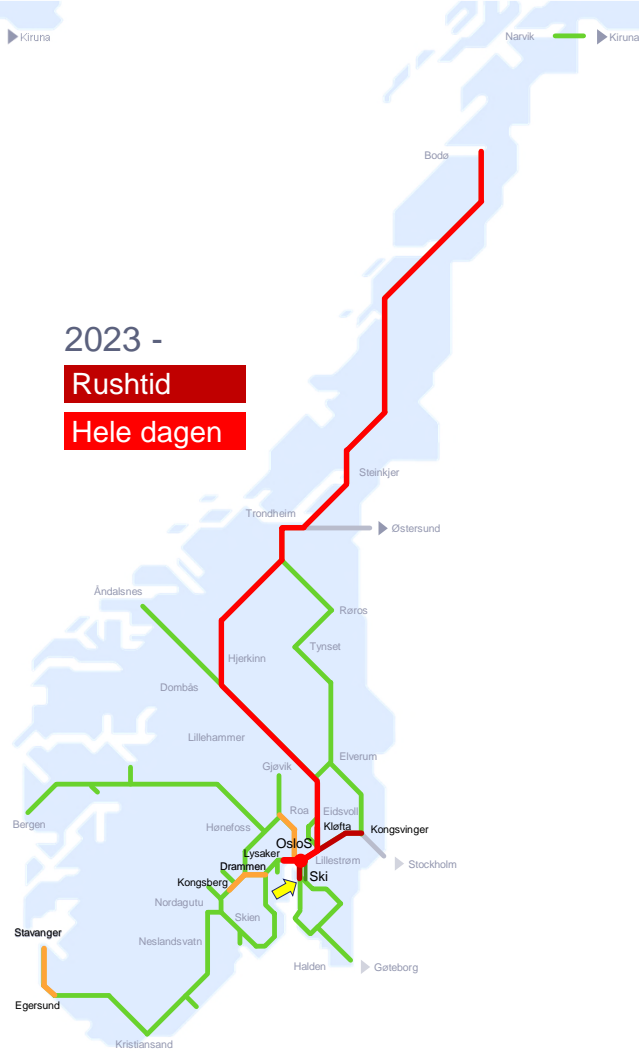 Kiruna
Narvik
Kiruna
Bodø
2023 -
Rushtid
Hele dagen
Steinkjer
Trondheim
Østersund
Åndalsnes
Røros
Tynset
Hjerkinn
Dombås
Lillehammer
Elverum
Gjøvik
Bergen
Roa
Eidsvoll
Hønefoss
Kløfta
Kongsvinger
OsloS
Lysaker
Lillestrøm
Stockholm
Drammen
Ski
Kongsberg
Nordagutu
Skien
Stavanger
Neslandsvatn
Halden
Gøteborg
Egersund
Kristiansand